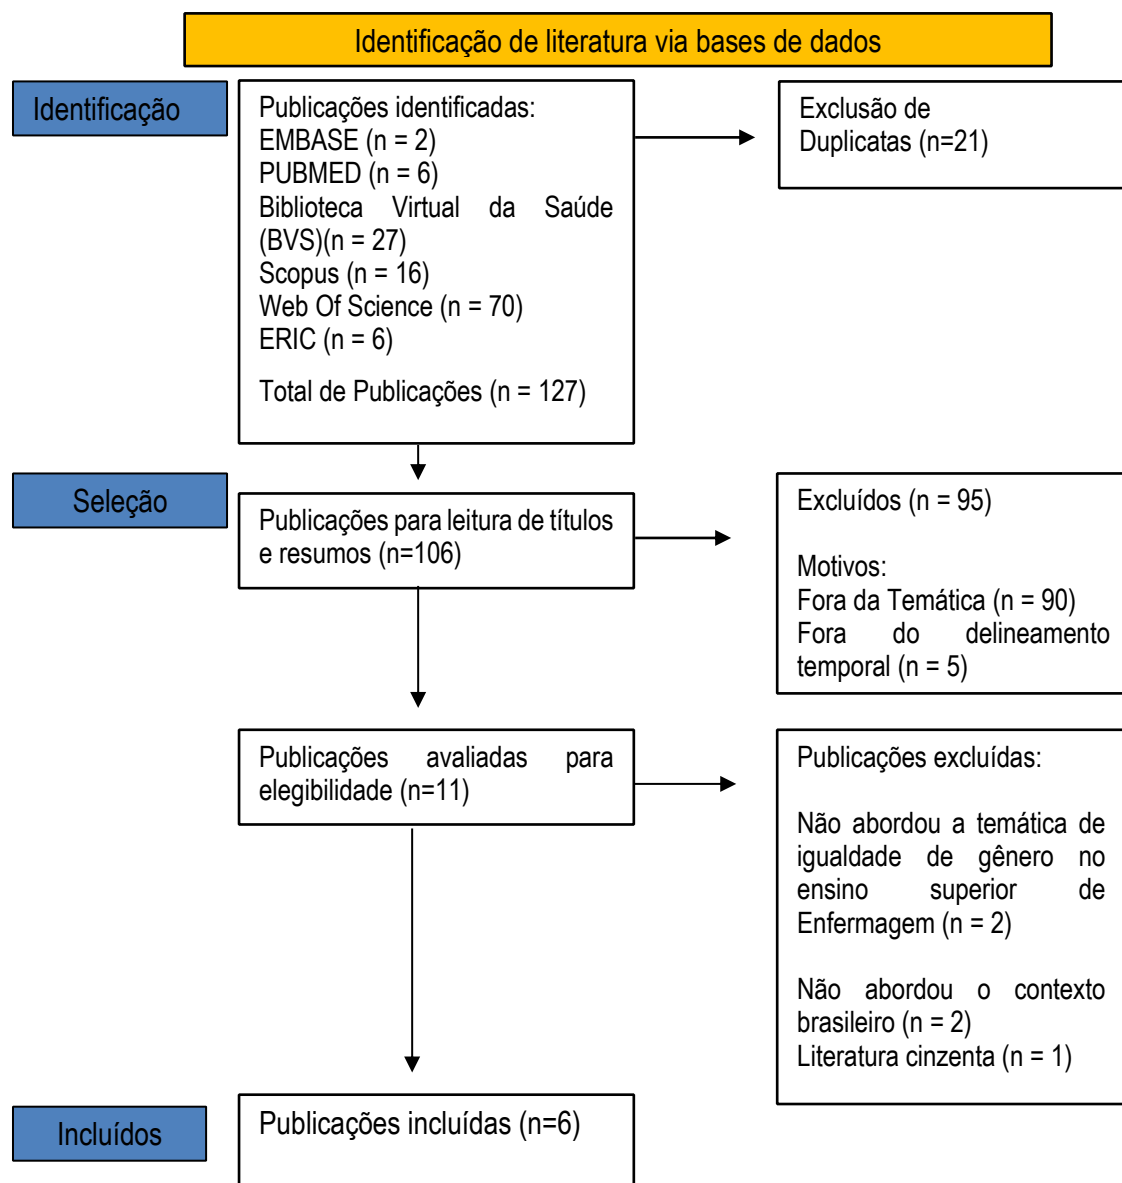 Identificação de literatura via bases de dados
Identificação
Publicações identificadas:
EMBASE (n = 2)
PUBMED (n = 6)
Biblioteca Virtual da Saúde
(BVS)(n = 27)
Scopus (n = 16)
Web Of Science (n = 70)
ERIC (n = 6)
Total de Publicações (n = 127)
Exclusão de
Duplicatas (n=21)
Seleção
Publicações para leitura de títulos
e resumos (n=106)
Excluídos (n = 95)
Motivos:
Fora da Temática (n = 90)
Fora do delineamento
temporal (n = 5)
Publicações avaliadas para
elegibilidade (n=11)
Publicações excluídas:
Não abordou a temática de
igualdade de gênero no
ensino superior de
Enfermagem (n = 2)
Não abordou o contexto
brasileiro (n = 2)
Literatura cinzenta (n = 1)
Incluídos
Publicações incluídas (n=6)